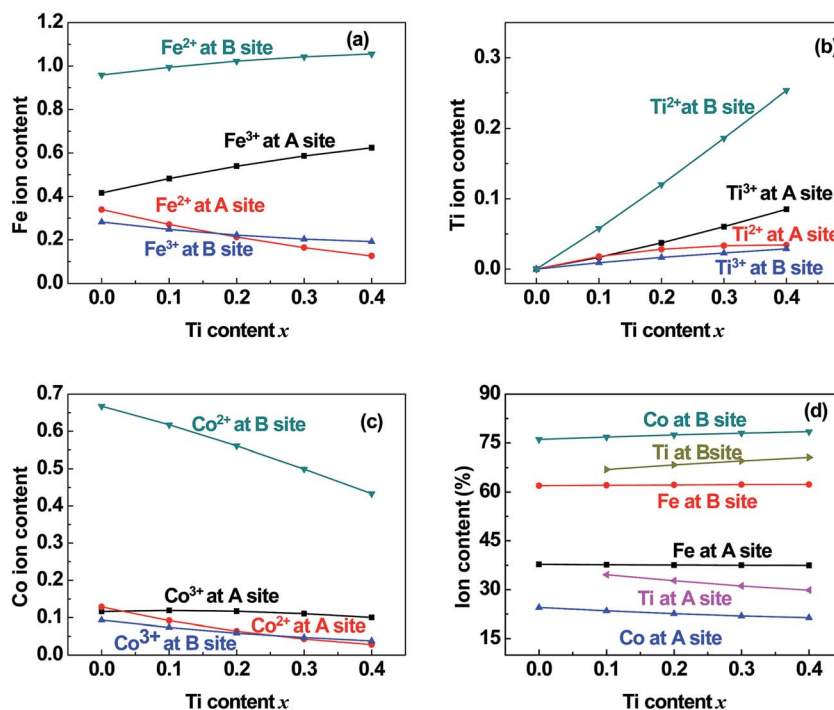 (a)
Fe ion content
1.2
1.0
0.8
0.6
0.4
0.2
0.0
Fe²⁺ at B site
Fe³⁺ at A site
Fe²⁺ at A site
Fe³⁺ at B site
0.0 0.1 0.2 0.3 0.4
Ti content x
(b)
Ti ion content
0.3
0.2
0.1
0.0
Ti²⁺ at B site
Ti³⁺ at A site
Ti²⁺ at A site
Ti³⁺ at B site
0.0 0.1 0.2 0.3 0.4
Ti content x
(c)
Co ion content
0.7
0.6
0.5
0.4
0.3
0.2
0.1
0.0
Co²⁺ at B site
Co³⁺ at A site
Co²⁺ at A site
Co³⁺ at B site
0.0 0.1 0.2 0.3 0.4
Ti content x
(d)
Ion content (%)
90
75
60
45
30
15
Co at B site
Ti at Bsite
Fe at B site
Fe at A site
Ti at A site
Co at A site
0.0 0.1 0.2 0.3 0.4
Ti content x